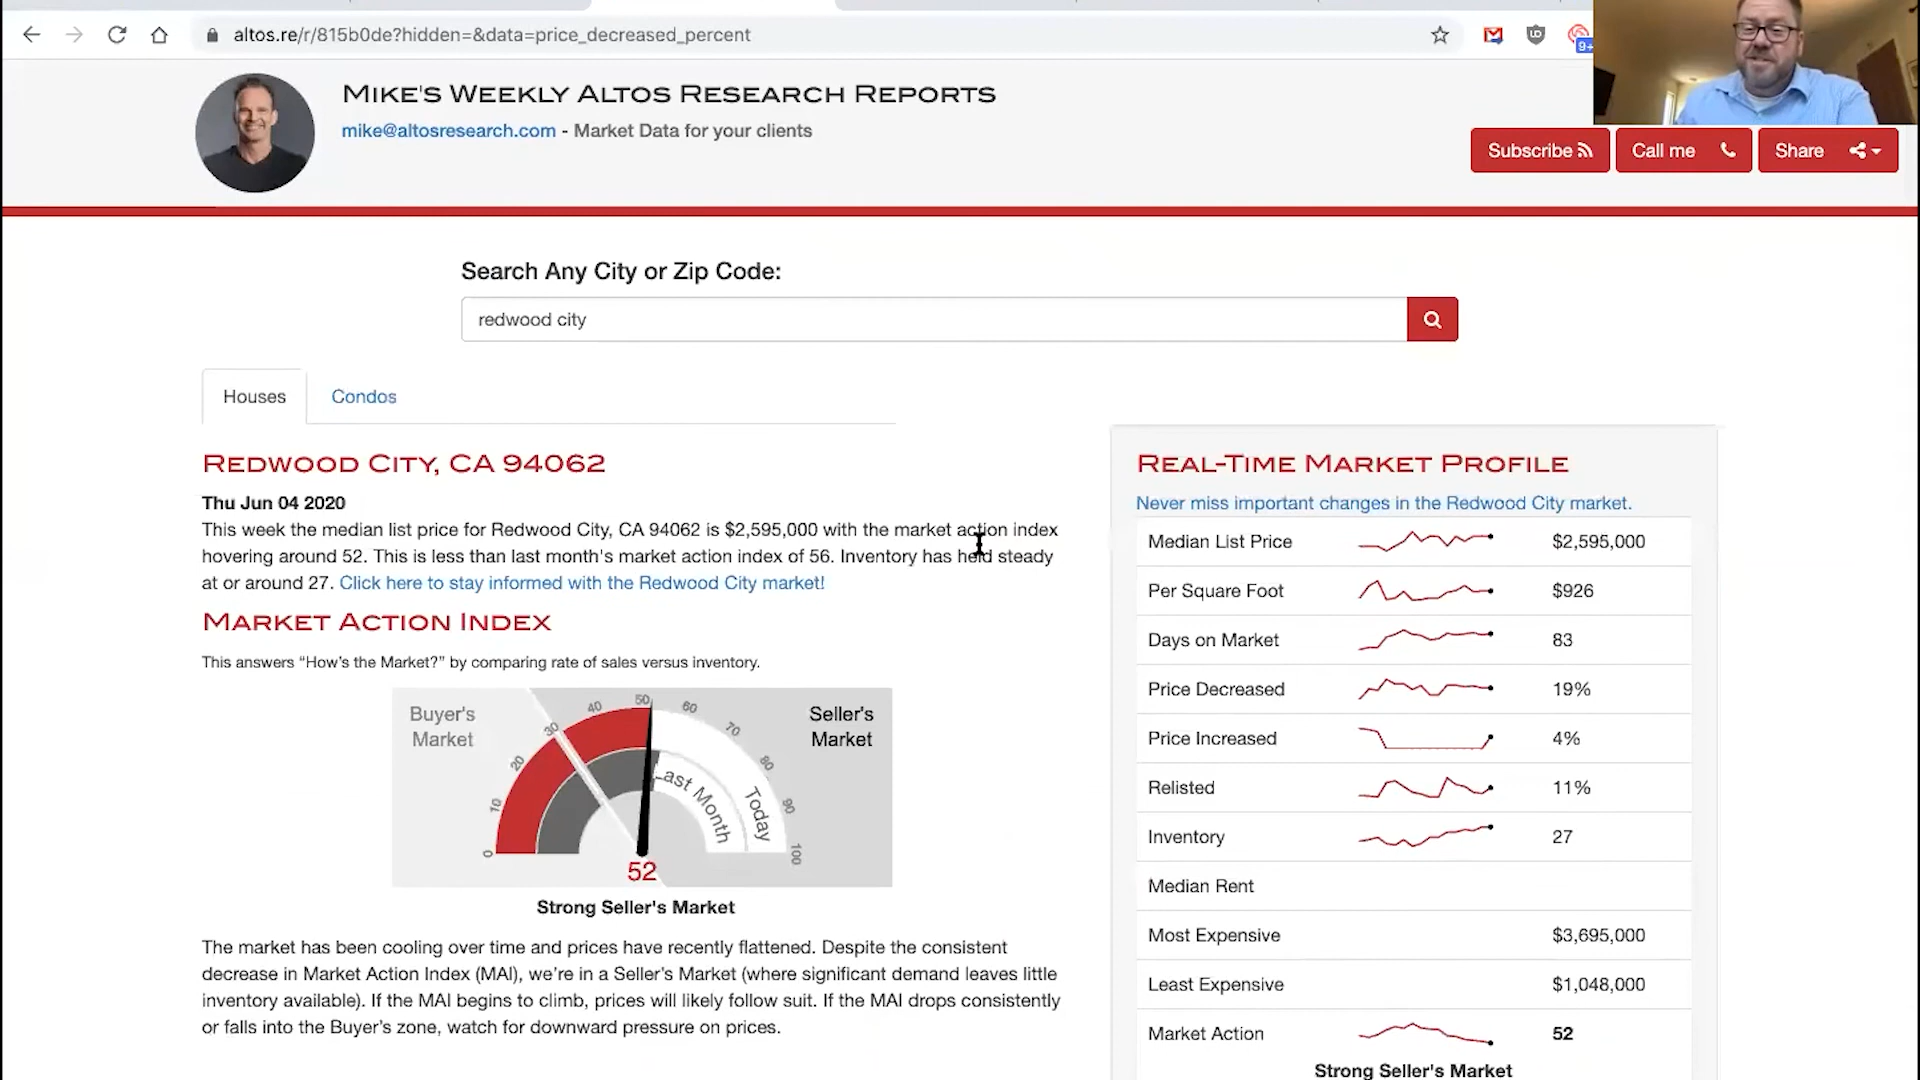 altos.re/r/815b0de?hidden=&data=price_decreased_percent
9+
MIKE'S WEEKLY ALTOS RESEARCH REPORTS
mike@altosresearch.com - Market Data for your clients
Subscribe
Call me
Share
Search Any City or Zip Code:
redwood city
Houses
Condos
REDWOOD CITY, CA 94062
Thu Jun 04 2020
This week the median list price for Redwood City, CA 94062 is $2,595,000 with the market action index
hovering around 52. This is less than last month's market action index of 56. Inventory has held steady
at or around 27. Click here to stay informed with the Redwood City market!
MARKET ACTION INDEX
This answers “How's the Market?” by comparing rate of sales versus inventory.
Buyer's
Market
Seller's
Market
0
10
20
30
40
50
60
70
80
90
100
Last Month
Today
52
Strong Seller's Market
The market has been cooling over time and prices have recently flattened. Despite the consistent
decrease in Market Action Index (MAI), we're in a Seller's Market (where significant demand leaves little
inventory available). If the MAI begins to climb, prices will likely follow suit. If the MAI drops consistently
or falls into the Buyer's zone, watch for downward pressure on prices.
REAL-TIME MARKET PROFILE
Never miss important changes in the Redwood City market.
Median List Price $2,595,000
Per Square Foot $926
Days on Market 83
Price Decreased 19%
Price Increased 4%
Relisted 11%
Inventory 27
Median Rent
Most Expensive $3,695,000
Least Expensive $1,048,000
Market Action 52
Strong Seller's Market